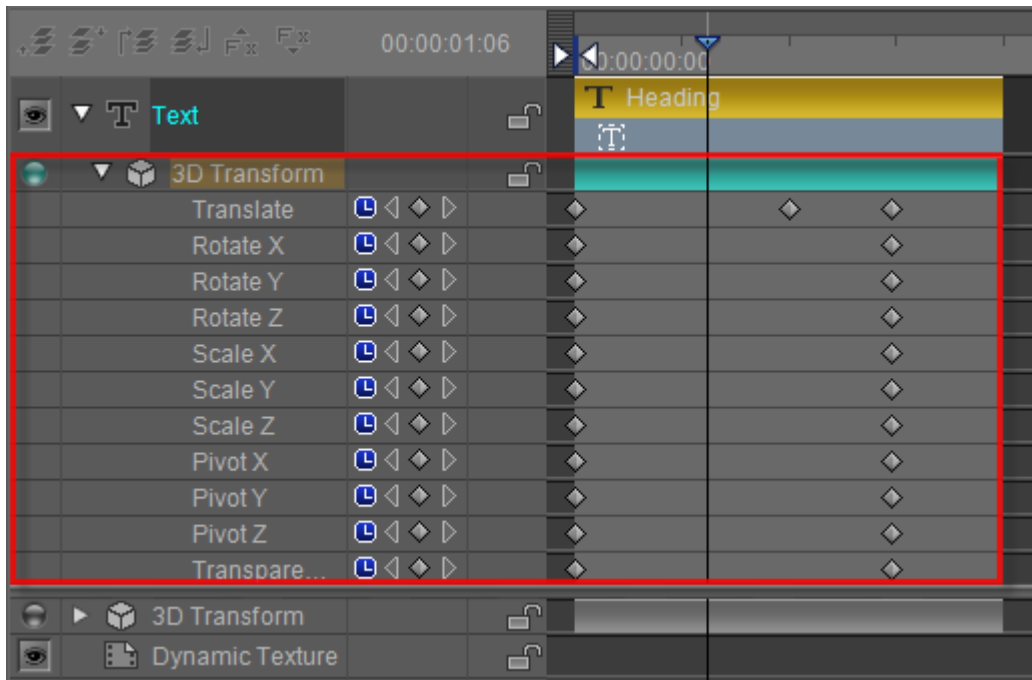 00:00:01:06
00:00:00:00
Text
T Heading
T
3D Transform
Translate
Rotate X
Rotate Y
Rotate Z
Scale X
Scale Y
Scale Z
Pivot X
Pivot Y
Pivot Z
Transpare...
3D Transform
Dynamic Texture